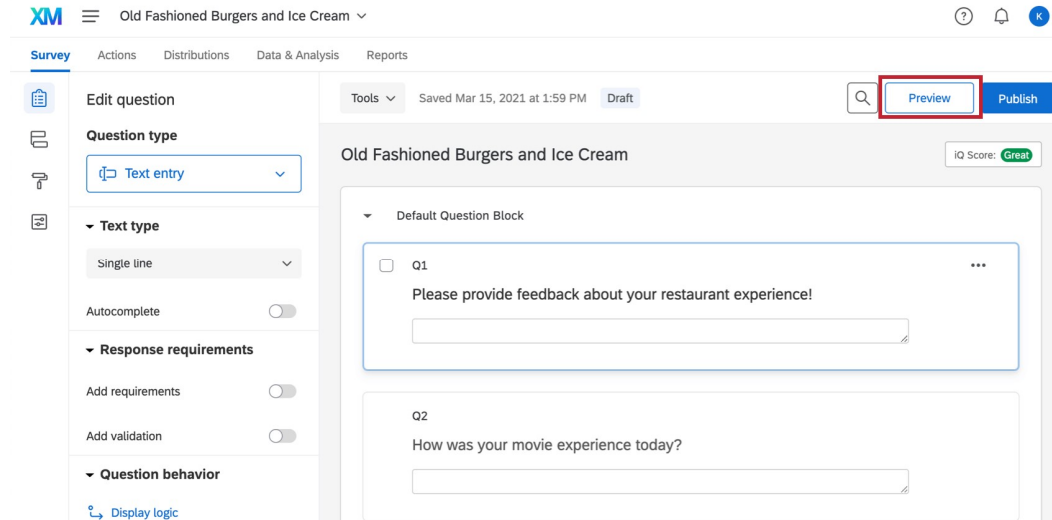 XM Old Fashioned Burgers and Ice Cream ? K
Survey Actions Distributions Data & Analysis Reports
Edit question
Question type
Text entry
Text type
Single line
Autocomplete
Response requirements
Add requirements
Add validation
Question behavior
Display logic
Tools Saved Mar 15, 2021 at 1:59 PM Draft Preview Publish
Old Fashioned Burgers and Ice Cream iQ Score: Great
Default Question Block
Q1
Please provide feedback about your restaurant experience!
Q2
How was your movie experience today?